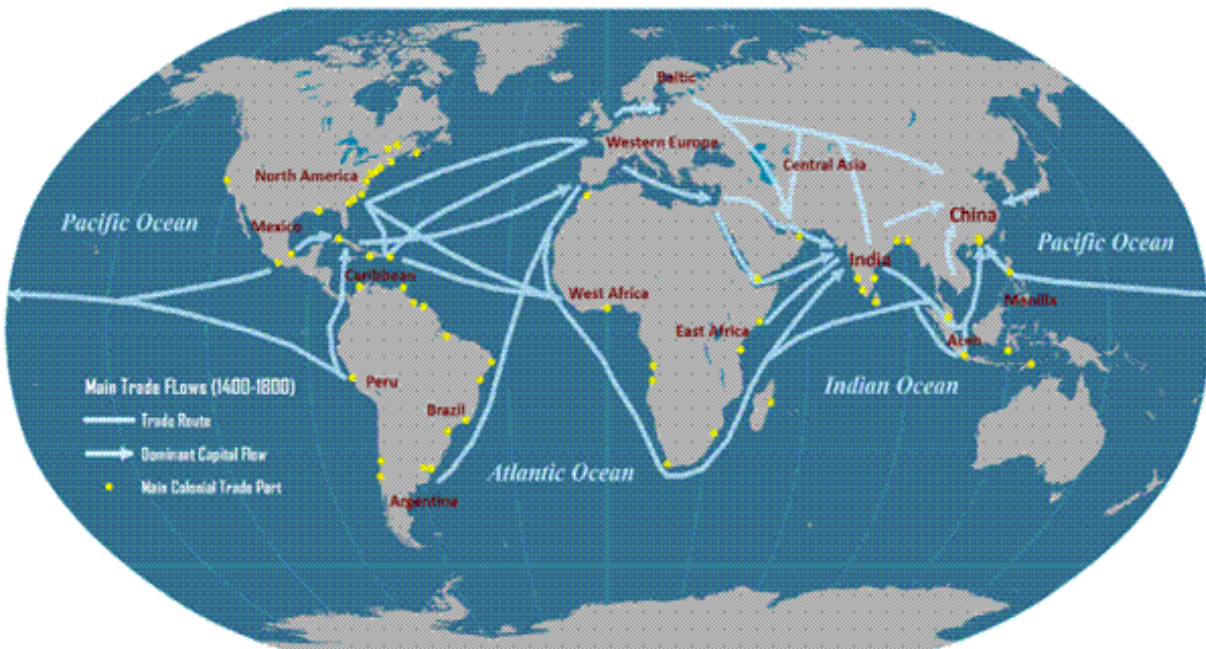 Baltic
Western Europe
Central Asia
North America
Pacific Ocean
Mexico
China
Pacific Ocean
India
Caribbean
West Africa
Manilla
East Africa
Aceh
Peru
Indian Ocean
Main Trade FLows (1400-1800)
Trade Route
Brazil
Dominant Capital Flow
Atlantic Ocean
Main Colonial Trade Port
Argentine